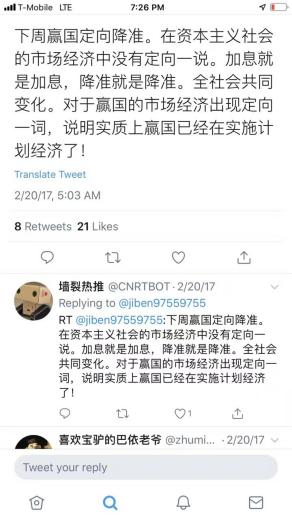 T-Mobile LTE 7:26 PM
下周赢国定向降准。在资本主义社会
的市场经济中没有定向一说。加息就
是加息，降准就是降准。全社会共同
变化。对于赢国的市场经济出现定向
一词，说明实质上赢国已经在实施计
划经济了！
Translate Tweet
2/20/17, 5:03 AM
8 Retweets 21 Likes
墙裂热推 @CNRTBOT · 2/20/17
Replying to @jiben97559755
RT @jiben97559755:下周赢国定向降准。
在资本主义社会的市场经济中没有定向一
说。加息就是加息，降准就是降准。全社会
共同变化。对于赢国的市场经济出现定向一
词，说明实质上赢国已经在实施计划经济
了！
1
喜欢宝驴的巴依老爷 @zhumi... · 2/20/17
Tweet your reply